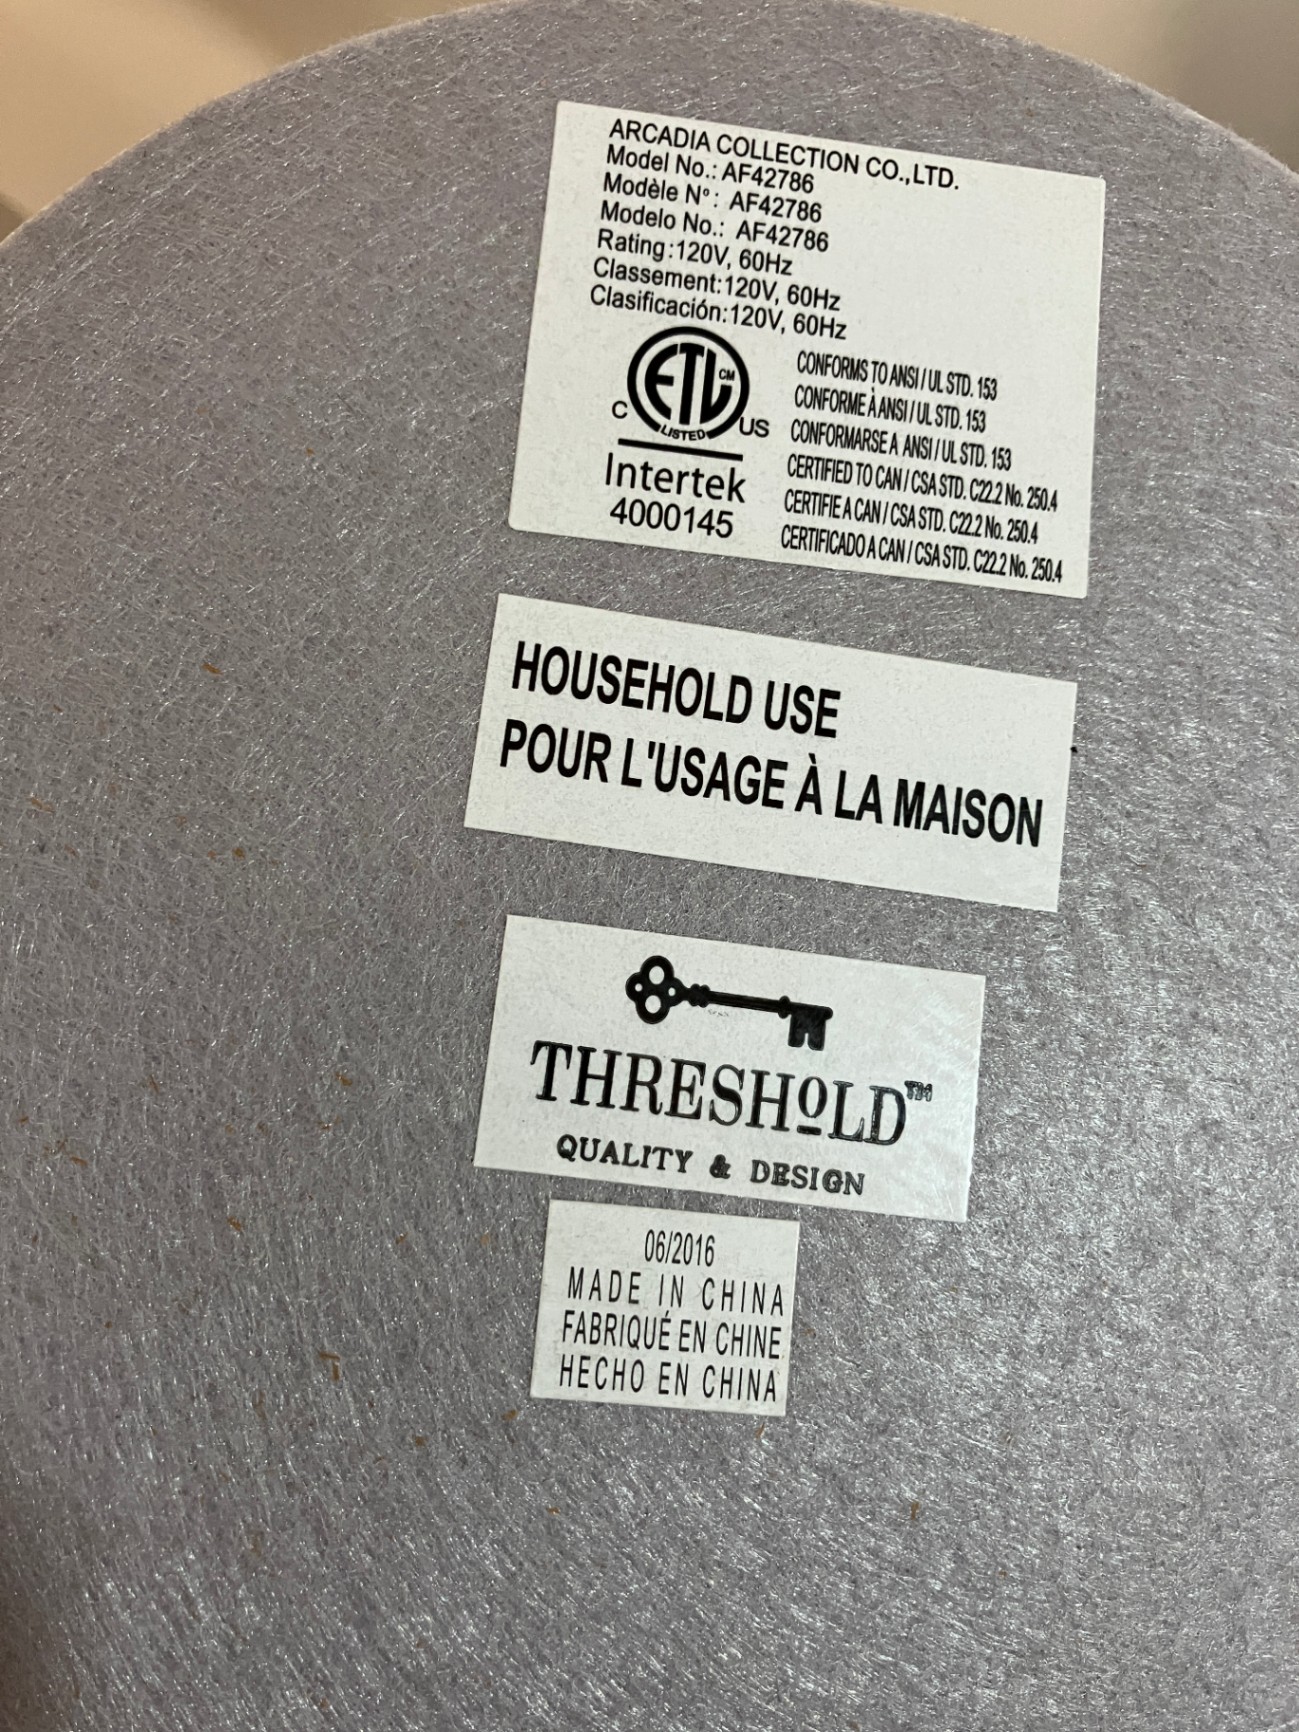 ARCADIA COLLECTION CO.,LTD.
Model No.: AF42786
Modèle N°: AF42786
Modelo No.: AF42786
Rating:120V, 60Hz
Classement:120V, 60Hz
Clasificación:120V, 60Hz
ETL CM
C LISTED US
Intertek
4000145
CONFORMS TO ANSI / UL STD. 153
CONFORME À ANSI / UL STD. 153
CONFORMARSE A ANSI / UL STD. 153
CERTIFIED TO CAN / CSA STD. C22.2 No. 250.4
CERTIFIE A CAN / CSA STD. C22.2 No. 250.4
CERTIFICADO A CAN / CSA STD. C22.2 No. 250.4
HOUSEHOLD USE
POUR L'USAGE À LA MAISON
THRESHOLD™
QUALITY & DESIGN
06/2016
MADE IN CHINA
FABRIQUÉ EN CHINE
HECHO EN CHINA